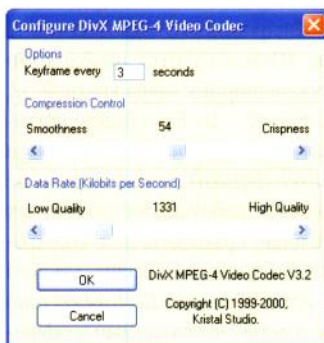 Configure DivX MPEG-4 Video Codec
Options
Keyframe every 3 seconds
Compression Control
Smoothness 54 Crispness
Data Rate (Kilobits per Second)
Low Quality 1331 High Quality
OK
DivX MPEG-4 Video Codec V3.2
Cancel
Copyright (C) 1999-2000,
Kristal Studio.